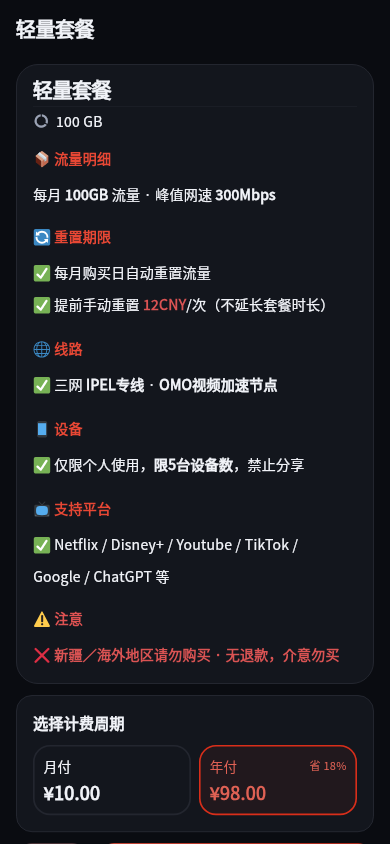 轻量套餐
轻量套餐
100 GB
流量明细
每月 100GB 流量 · 峰值网速 300Mbps
重置期限
每月购买日自动重置流量
提前手动重置 12CNY/次（不延长套餐时长）
线路
三网 IPEL专线 · OMO视频加速节点
设备
仅限个人使用，限5台设备数，禁止分享
支持平台
Netflix / Disney+ / Youtube / TikTok /
Google / ChatGPT 等
注意
新疆／海外地区请勿购买 · 无退款，介意勿买
选择计费周期
月付
¥10.00
年付 省 18%
¥98.00